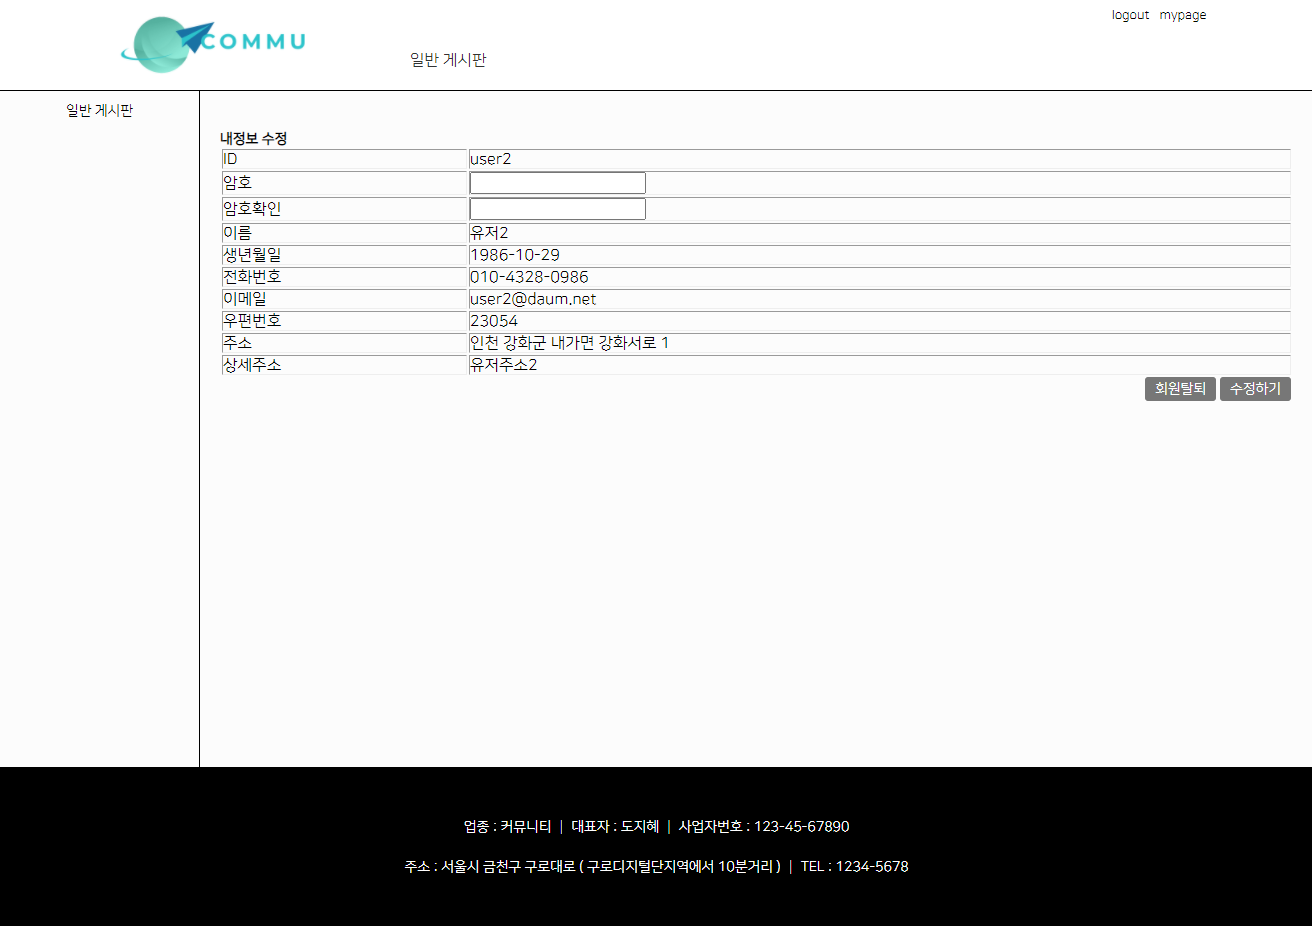 logout mypage
COMMU
일반 게시판
일반 게시판
내정보 수정
ID user2
암호
암호확인
이름 유저2
생년월일 1986-10-29
전화번호 010-4328-0986
이메일 user2@daum.net
우편번호 23054
주소 인천 강화군 내가면 강화서로 1
상세주소 유저주소2
회원탈퇴 수정하기
업종 : 커뮤니티 | 대표자 : 도지혜 | 사업자번호 : 123-45-67890
주소 : 서울시 금천구 구로대로 ( 구로디지털단지역에서 10분거리 ) | TEL : 1234-5678